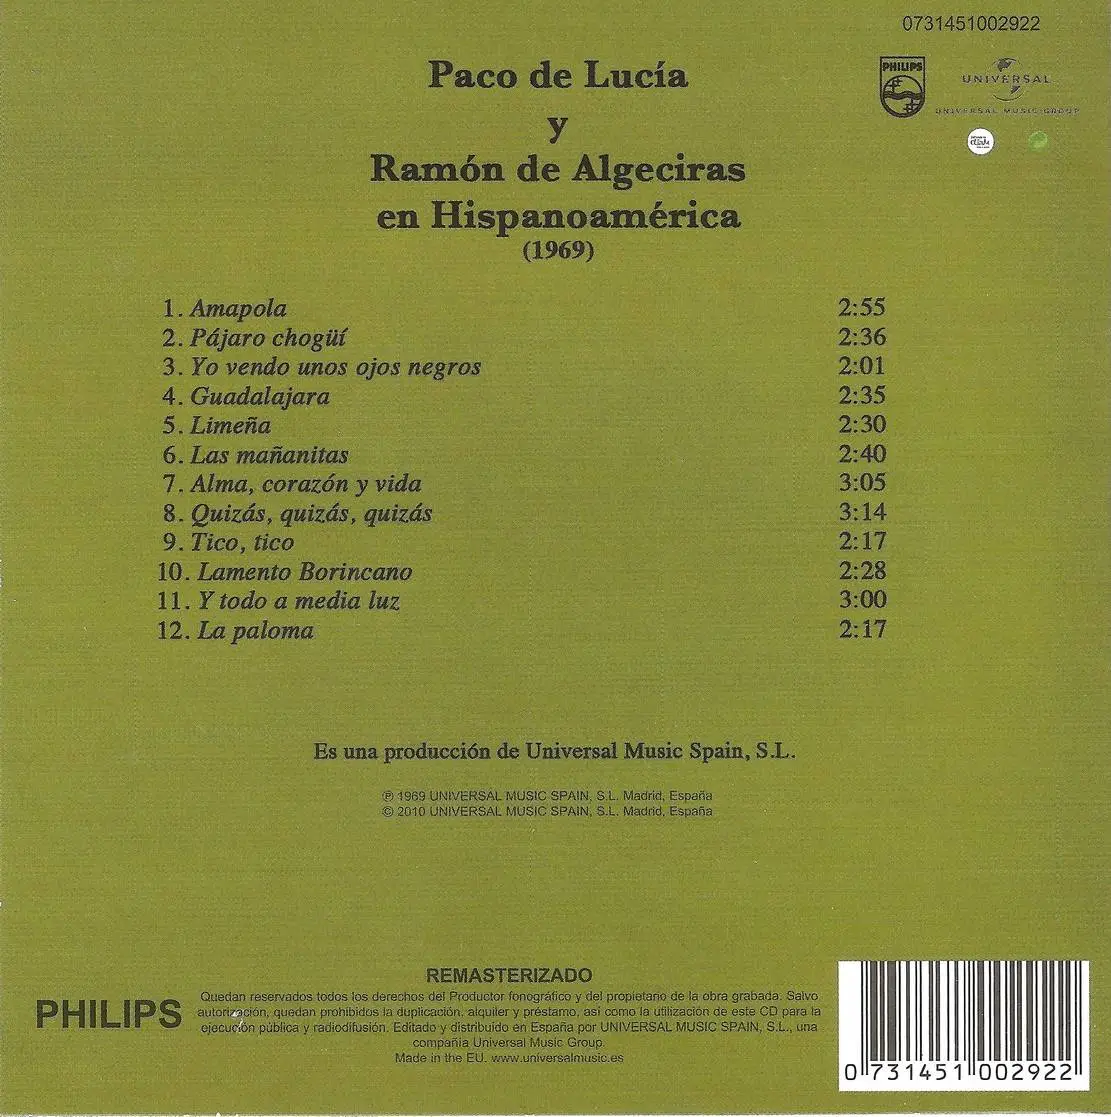 0731451002922
PHILIPS
UNIVERSAL
UNIVERSAL MUSIC GROUP
Paco de Lucía
y
Ramón de Algeciras
en Hispanoamérica
(1969)
1. Amapola 2:55
2. Pájaro chogüí 2:36
3. Yo vendo unos ojos negros 2:01
4. Guadalajara 2:35
5. Limeña 2:30
6. Las mañanitas 2:40
7. Alma, corazón y vida 3:05
8. Quizás, quizás, quizás 3:14
9. Tico, tico 2:17
10. Lamento Borincano 2:28
11. Y todo a media luz 3:00
12. La paloma 2:17
Es una producción de Universal Music Spain, S.L.
℗ 1969 UNIVERSAL MUSIC SPAIN, S.L. Madrid, España
© 2010 UNIVERSAL MUSIC SPAIN, S.L. Madrid, España
REMASTERIZADO
PHILIPS
Quedan reservados todos los derechos del Productor fonográfico y del propietario de la obra grabada. Salvo
autorización, quedan prohibidos la duplicación, alquiler y préstamo, así como la utilización de este CD para la
ejecución pública y radiodifusión. Editado y distribuido en España por UNIVERSAL MUSIC SPAIN, S.L., una
compañía Universal Music Group.
Made in the EU. www.universalmusic.es
0 731451 002922